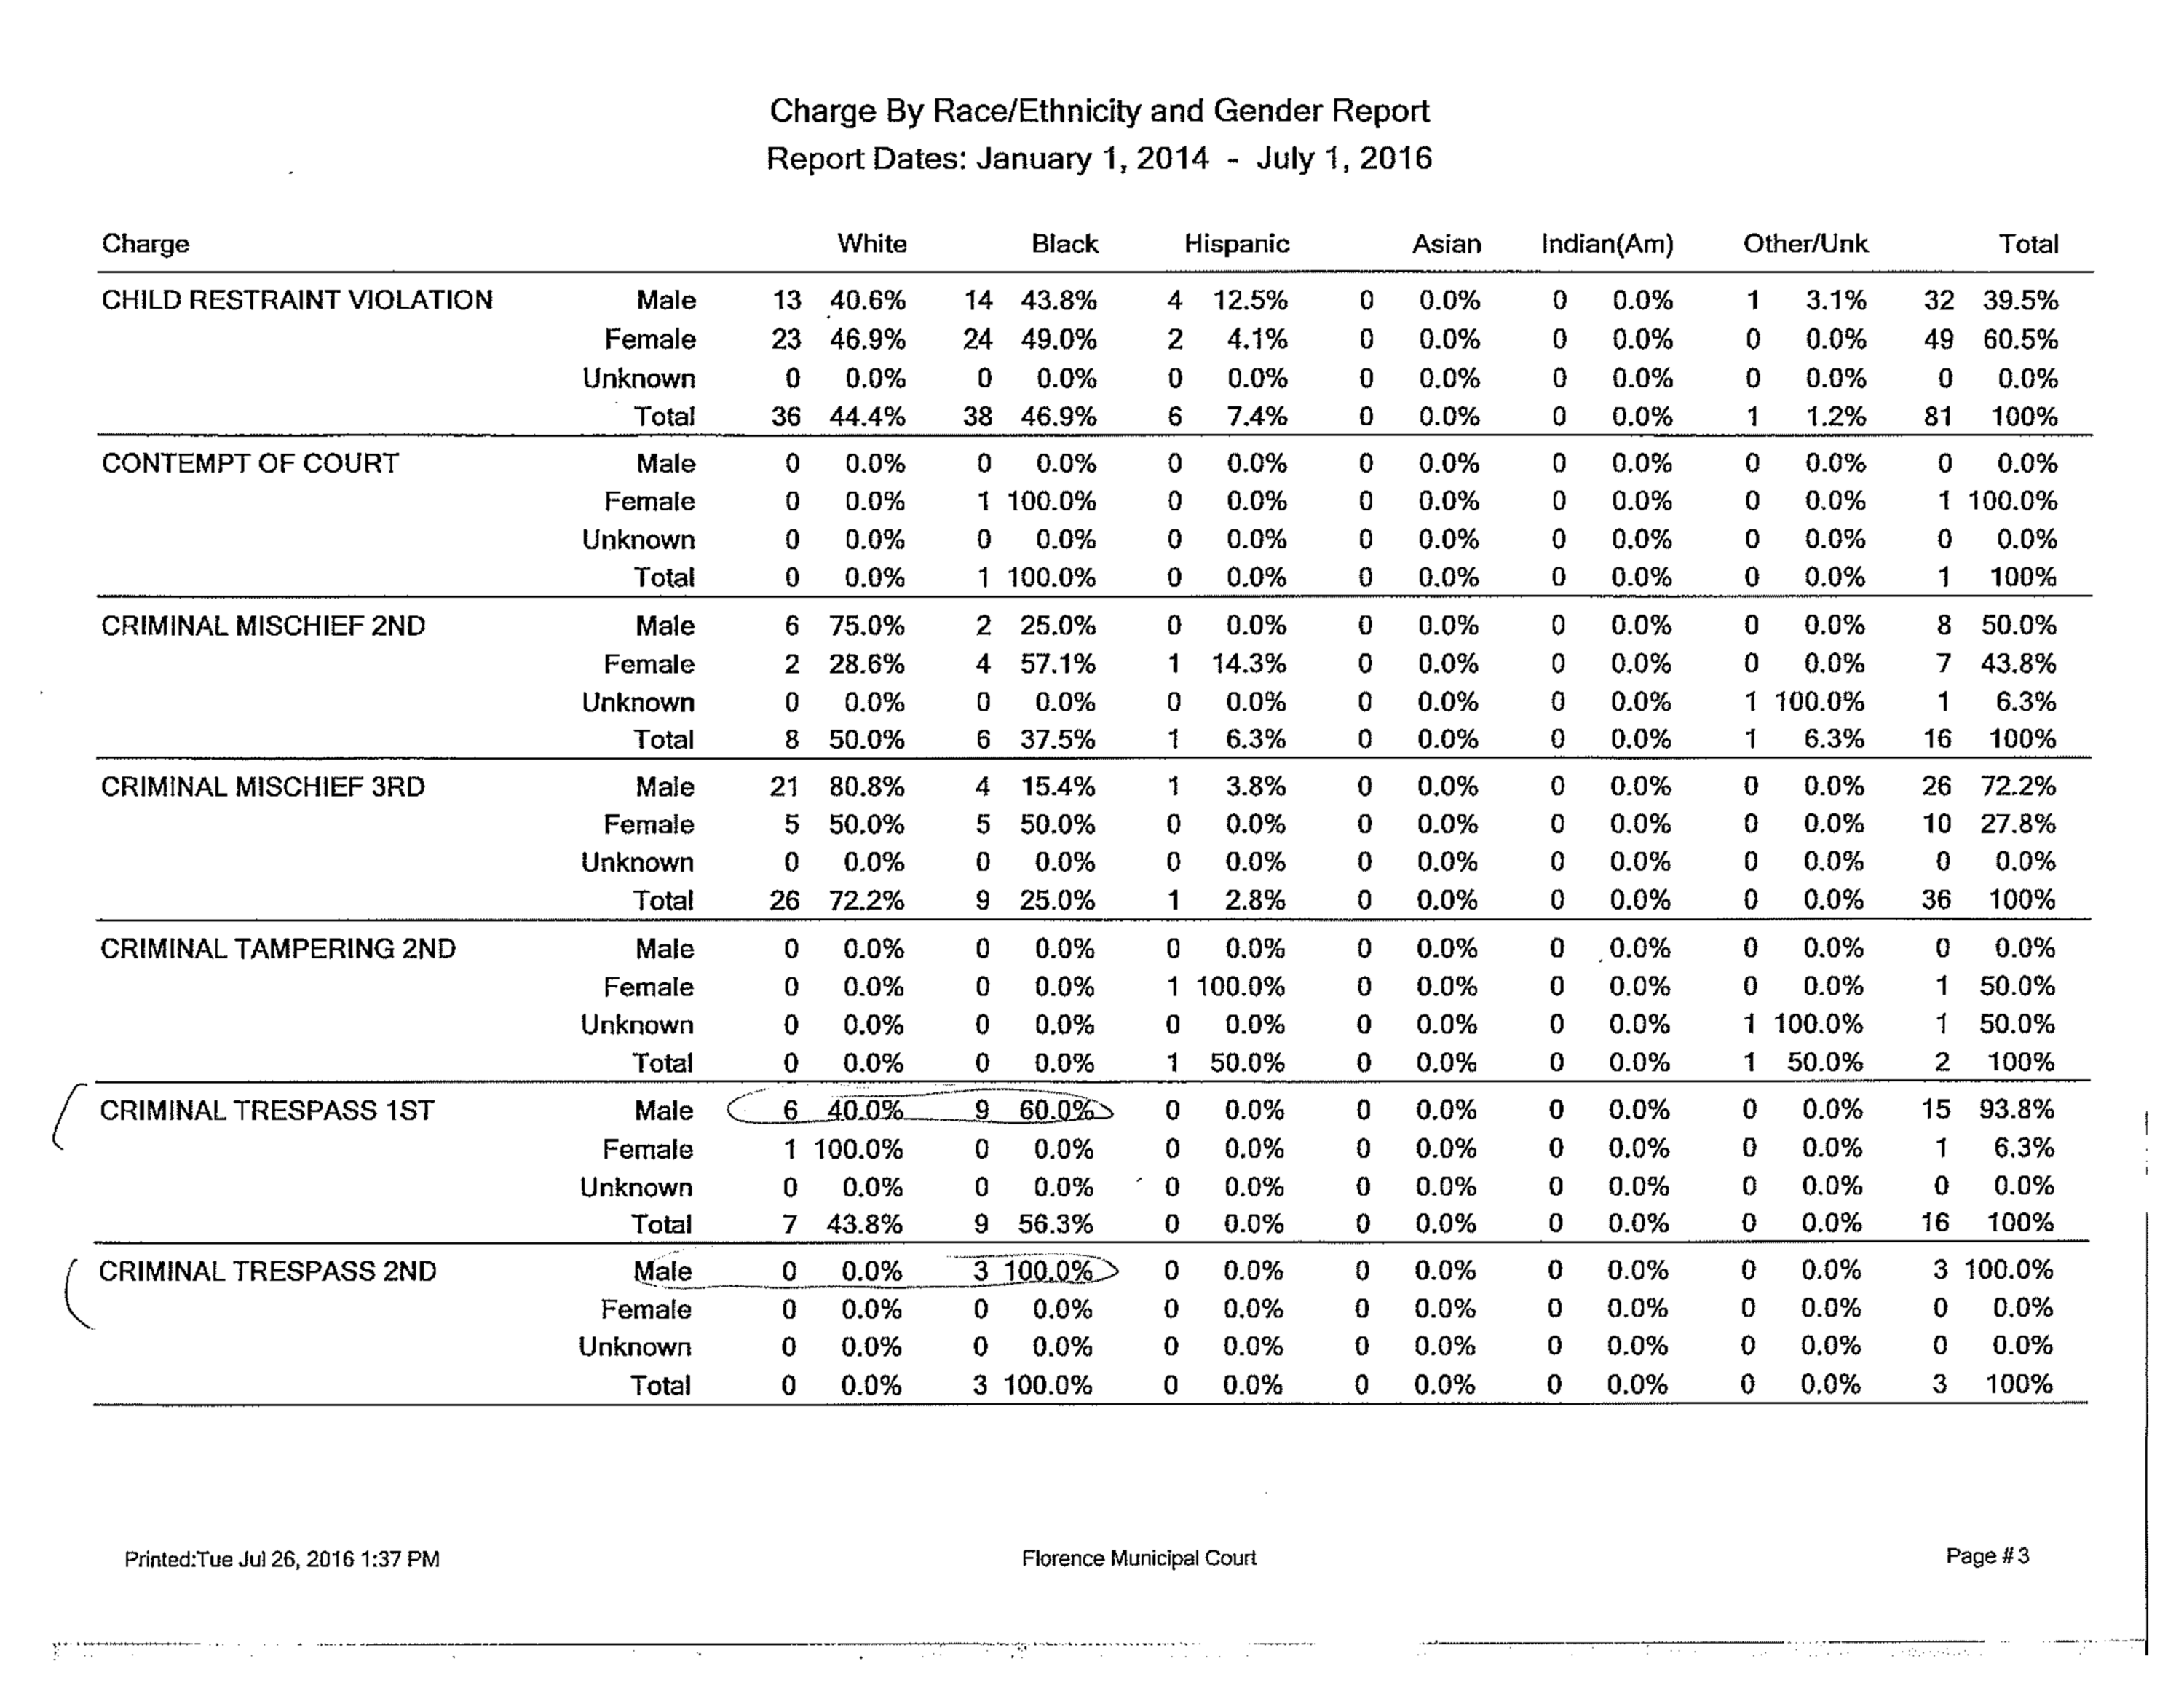 Charge By Race/Ethnicity and Gender Report
Report Dates: January 1, 2014 - July 1, 2016
Charge White Black Hispanic Asian Indian(Am) Other/Unk Total
CHILD RESTRAINT VIOLATION Male 13 40.6% 14 43.8% 4 12.5% 0 0.0% 0 0.0% 1 3.1% 32 39.5%
Female 23 46.9% 24 49.0% 2 4.1% 0 0.0% 0 0.0% 0 0.0% 49 60.5%
Unknown 0 0.0% 0 0.0% 0 0.0% 0 0.0% 0 0.0% 0 0.0% 0 0.0%
Total 36 44.4% 38 46.9% 6 7.4% 0 0.0% 0 0.0% 1 1.2% 81 100%
CONTEMPT OF COURT Male 0 0.0% 0 0.0% 0 0.0% 0 0.0% 0 0.0% 0 0.0% 0 0.0%
Female 0 0.0% 1 100.0% 0 0.0% 0 0.0% 0 0.0% 0 0.0% 1 100.0%
Unknown 0 0.0% 0 0.0% 0 0.0% 0 0.0% 0 0.0% 0 0.0% 0 0.0%
Total 0 0.0% 1 100.0% 0 0.0% 0 0.0% 0 0.0% 0 0.0% 1 100%
CRIMINAL MISCHIEF 2ND Male 6 75.0% 2 25.0% 0 0.0% 0 0.0% 0 0.0% 0 0.0% 8 50.0%
Female 2 28.6% 4 57.1% 1 14.3% 0 0.0% 0 0.0% 0 0.0% 7 43.8%
Unknown 0 0.0% 0 0.0% 0 0.0% 0 0.0% 0 0.0% 1 100.0% 1 6.3%
Total 8 50.0% 6 37.5% 1 6.3% 0 0.0% 0 0.0% 1 6.3% 16 100%
CRIMINAL MISCHIEF 3RD Male 21 80.8% 4 15.4% 1 3.8% 0 0.0% 0 0.0% 0 0.0% 26 72.2%
Female 5 50.0% 5 50.0% 0 0.0% 0 0.0% 0 0.0% 0 0.0% 10 27.8%
Unknown 0 0.0% 0 0.0% 0 0.0% 0 0.0% 0 0.0% 0 0.0% 0 0.0%
Total 26 72.2% 9 25.0% 1 2.8% 0 0.0% 0 0.0% 0 0.0% 36 100%
CRIMINAL TAMPERING 2ND Male 0 0.0% 0 0.0% 0 0.0% 0 0.0% 0 0.0% 0 0.0% 0 0.0%
Female 0 0.0% 0 0.0% 1 100.0% 0 0.0% 0 0.0% 0 0.0% 1 50.0%
Unknown 0 0.0% 0 0.0% 0 0.0% 0 0.0% 0 0.0% 1 100.0% 1 50.0%
Total 0 0.0% 0 0.0% 1 50.0% 0 0.0% 0 0.0% 1 50.0% 2 100%
CRIMINAL TRESPASS 1ST Male 6 40.0% 9 60.0% 0 0.0% 0 0.0% 0 0.0% 0 0.0% 15 93.8%
Female 1 100.0% 0 0.0% 0 0.0% 0 0.0% 0 0.0% 0 0.0% 1 6.3%
Unknown 0 0.0% 0 0.0% 0 0.0% 0 0.0% 0 0.0% 0 0.0% 0 0.0%
Total 7 43.8% 9 56.3% 0 0.0% 0 0.0% 0 0.0% 0 0.0% 16 100%
CRIMINAL TRESPASS 2ND Male 0 0.0% 3 100.0% 0 0.0% 0 0.0% 0 0.0% 0 0.0% 3 100.0%
Female 0 0.0% 0 0.0% 0 0.0% 0 0.0% 0 0.0% 0 0.0% 0 0.0%
Unknown 0 0.0% 0 0.0% 0 0.0% 0 0.0% 0 0.0% 0 0.0% 0 0.0%
Total 0 0.0% 3 100.0% 0 0.0% 0 0.0% 0 0.0% 0 0.0% 3 100%
Printed:Tue Jul 26, 2016 1:37 PM Florence Municipal Court Page # 3